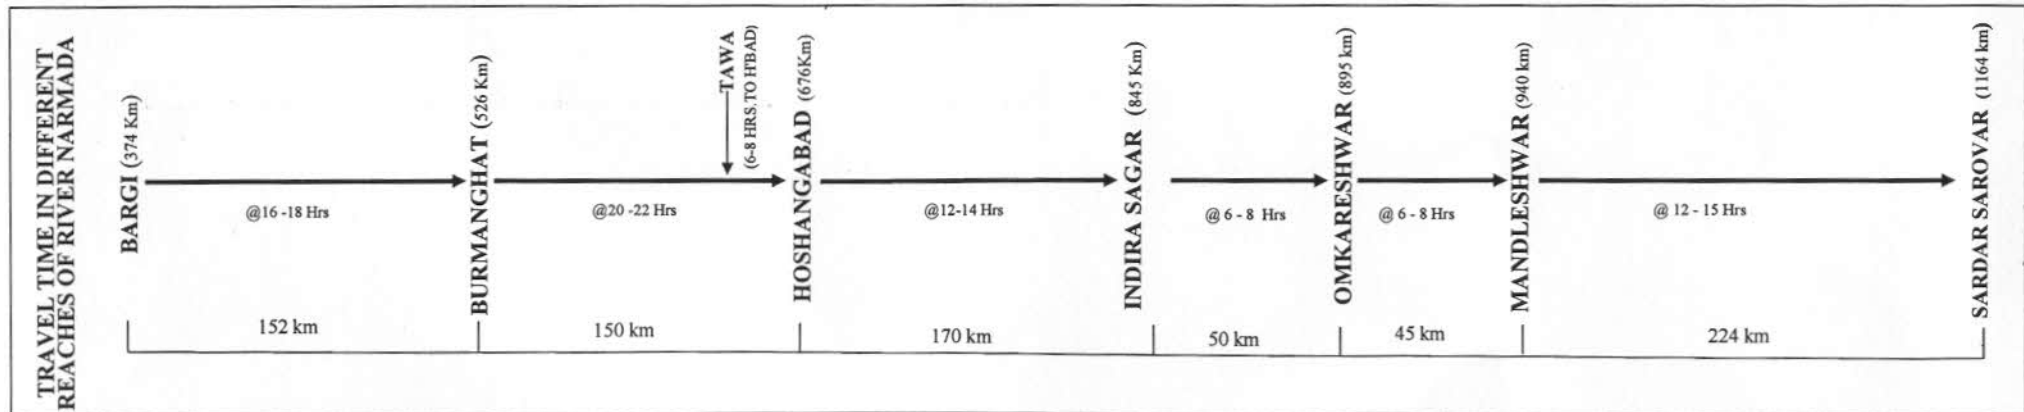 TRAVEL TIME IN DIFFERENT
REACHES OF RIVER NARMADA
BARGI (374 Km)
@16 -18 Hrs
BURMANGHAT (526 Km)
@20 -22 Hrs
TAWA
(6-8 HRS.TO H'BAD)
HOSHANGABAD (676Km)
@12-14 Hrs
INDIRA SAGAR (845 Km)
@ 6 - 8 Hrs
OMKARESHWAR (895 km)
@ 6 - 8 Hrs
MANDLESHWAR (940 km)
@ 12 - 15 Hrs
SARDAR SAROVAR (1164 km)
152 km
150 km
170 km
50 km
45 km
224 km